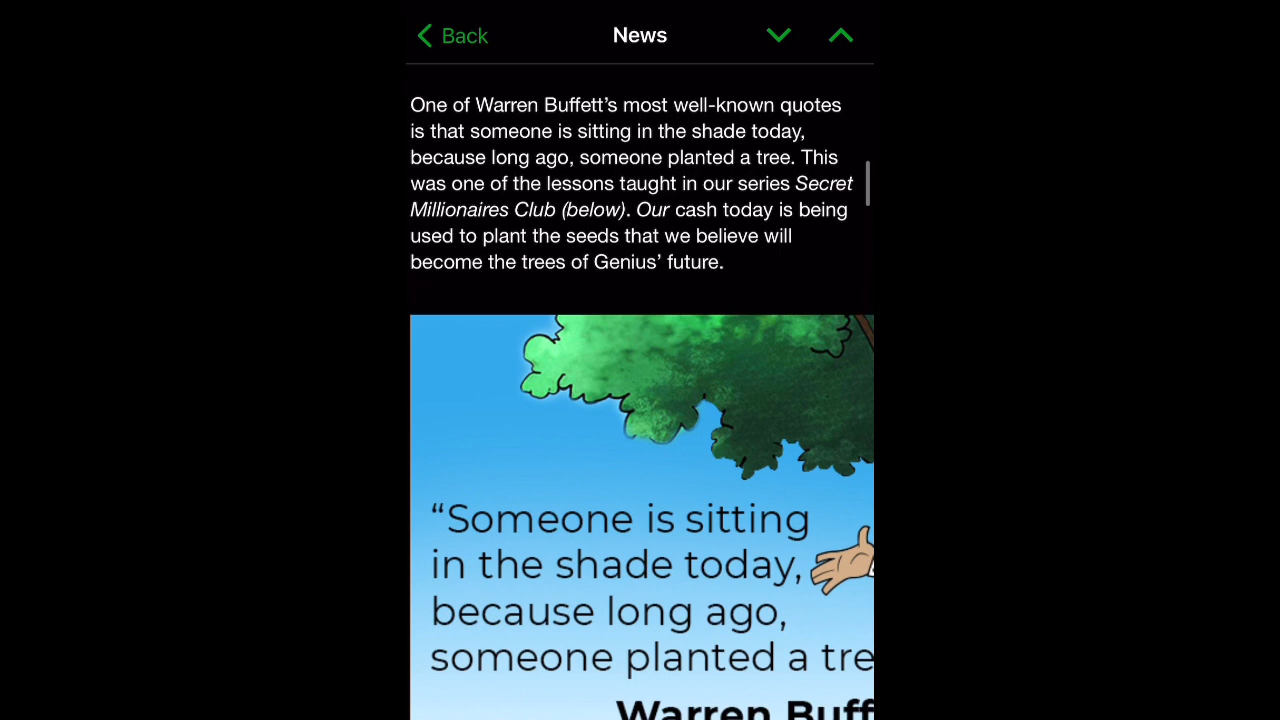 Back
News
One of Warren Buffett’s most well-known quotes
is that someone is sitting in the shade today,
because long ago, someone planted a tree. This
was one of the lessons taught in our series Secret
Millionaires Club (below). Our cash today is being
used to plant the seeds that we believe will
become the trees of Genius’ future.
“Someone is sitting
in the shade today,
because long ago,
someone planted a tre
Warren Buff